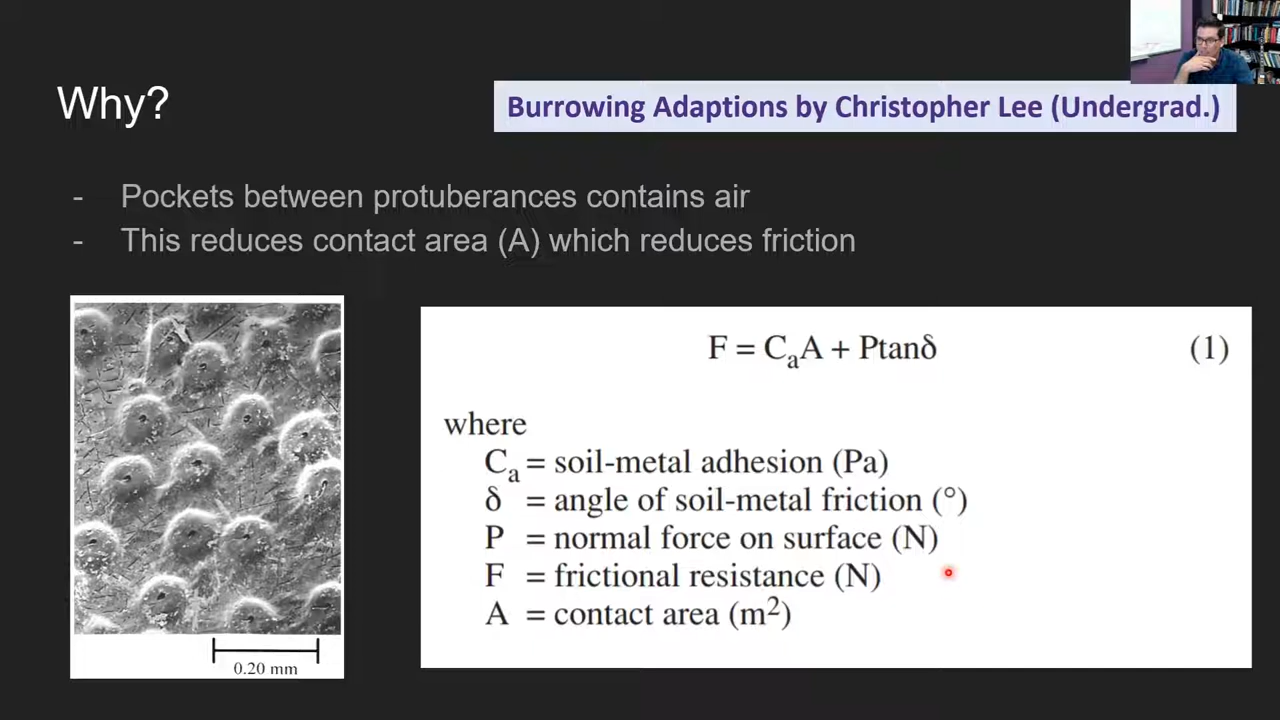 Why?
Burrowing Adaptions by Christopher Lee (Undergrad.)
- Pockets between protuberances contains air
- This reduces contact area (A) which reduces friction
F = CₐA + Ptanδ (1)
where
Cₐ = soil-metal adhesion (Pa)
δ = angle of soil-metal friction (°)
P = normal force on surface (N)
F = frictional resistance (N)
A = contact area (m²)
0.20 mm